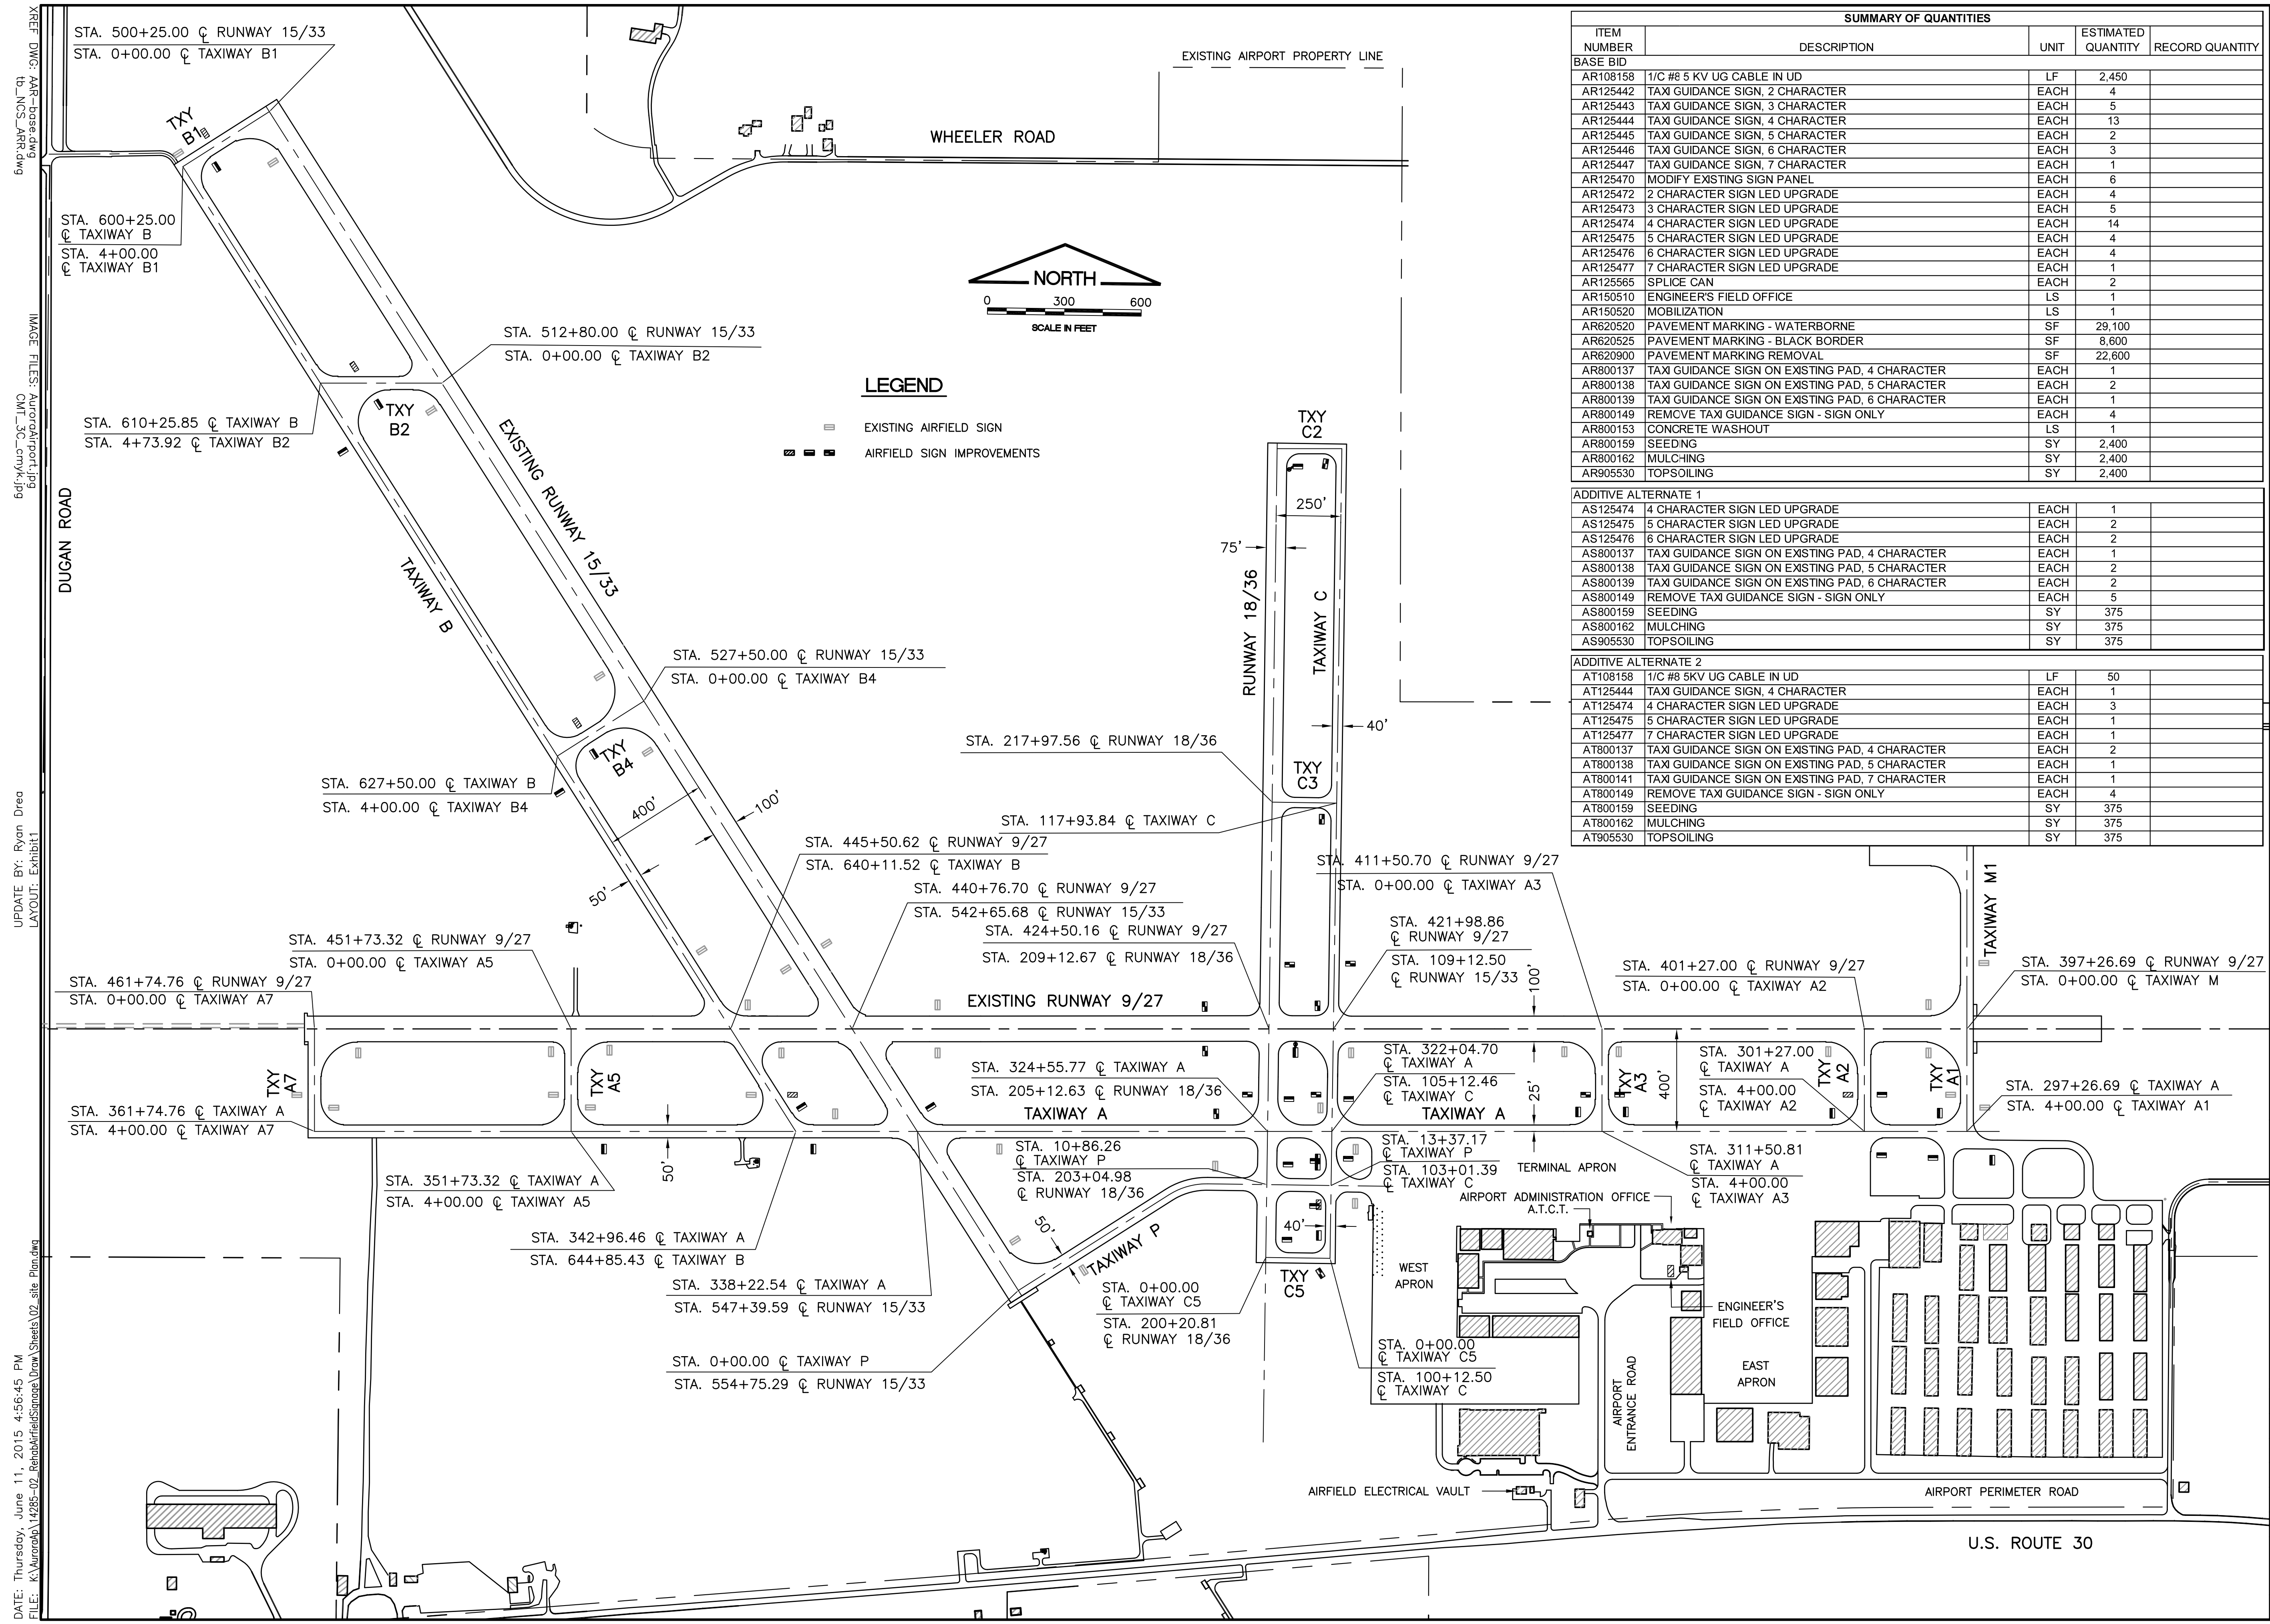 XREF DWG: AAR-base.dwg
tb_NCS_ARR.dwg
IMAGE FILES: AuroraAirport.jpg
CMT_3C_cmyk.jpg
UPDATE BY: Ryan Drea
LAYOUT: Exhibit1
DATE: Thursday, June 11, 2015 4:56:45 PM
FILE: K:\AuroraAp\14285-02_RehabAirfieldSignage\Draw\Sheets\02_site Plan.dwg
STA. 500+25.00 ℄ RUNWAY 15/33
STA. 0+00.00 ℄ TAXIWAY B1
TXY
B1
STA. 600+25.00
℄ TAXIWAY B
STA. 4+00.00
℄ TAXIWAY B1
EXISTING AIRPORT PROPERTY LINE
WHEELER ROAD
NORTH
0 300 600
SCALE IN FEET
STA. 512+80.00 ℄ RUNWAY 15/33
STA. 0+00.00 ℄ TAXIWAY B2
LEGEND
EXISTING AIRFIELD SIGN
AIRFIELD SIGN IMPROVEMENTS
STA. 610+25.85 ℄ TAXIWAY B
STA. 4+73.92 ℄ TAXIWAY B2
TXY
B2
EXISTING RUNWAY 15/33
DUGAN ROAD
TAXIWAY B
TXY
C2
250'
75'
RUNWAY 18/36
TAXIWAY C
40'
STA. 527+50.00 ℄ RUNWAY 15/33
STA. 0+00.00 ℄ TAXIWAY B4
STA. 217+97.56 ℄ RUNWAY 18/36
TXY
B4
TXY
C3
STA. 627+50.00 ℄ TAXIWAY B
STA. 4+00.00 ℄ TAXIWAY B4
400'
100'
50'
STA. 117+93.84 ℄ TAXIWAY C
STA. 445+50.62 ℄ RUNWAY 9/27
STA. 640+11.52 ℄ TAXIWAY B
STA. 411+50.70 ℄ RUNWAY 9/27
STA. 0+00.00 ℄ TAXIWAY A3
STA. 440+76.70 ℄ RUNWAY 9/27
STA. 542+65.68 ℄ RUNWAY 15/33
STA. 424+50.16 ℄ RUNWAY 9/27
STA. 209+12.67 ℄ RUNWAY 18/36
STA. 421+98.86
℄ RUNWAY 9/27
STA. 109+12.50
℄ RUNWAY 15/33
TAXIWAY M1
STA. 451+73.32 ℄ RUNWAY 9/27
STA. 0+00.00 ℄ TAXIWAY A5
STA. 461+74.76 ℄ RUNWAY 9/27
STA. 0+00.00 ℄ TAXIWAY A7
STA. 401+27.00 ℄ RUNWAY 9/27
STA. 0+00.00 ℄ TAXIWAY A2
STA. 397+26.69 ℄ RUNWAY 9/27
STA. 0+00.00 ℄ TAXIWAY M
EXISTING RUNWAY 9/27
100'
TXY
A7
TXY
A5
STA. 324+55.77 ℄ TAXIWAY A
STA. 205+12.63 ℄ RUNWAY 18/36
STA. 322+04.70
℄ TAXIWAY A
STA. 105+12.46
℄ TAXIWAY C
25'
TXY
A3
400'
STA. 301+27.00
℄ TAXIWAY A
STA. 4+00.00
℄ TAXIWAY A2
TXY
A2
TXY
A1
STA. 297+26.69 ℄ TAXIWAY A
STA. 4+00.00 ℄ TAXIWAY A1
STA. 361+74.76 ℄ TAXIWAY A
STA. 4+00.00 ℄ TAXIWAY A7
TAXIWAY A
TAXIWAY A
50'
STA. 351+73.32 ℄ TAXIWAY A
STA. 4+00.00 ℄ TAXIWAY A5
STA. 10+86.26
℄ TAXIWAY P
STA. 203+04.98
℄ RUNWAY 18/36
STA. 13+37.17
℄ TAXIWAY P
STA. 103+01.39
℄ TAXIWAY C
TERMINAL APRON
STA. 311+50.81
℄ TAXIWAY A
STA. 4+00.00
℄ TAXIWAY A3
AIRPORT ADMINISTRATION OFFICE
A.T.C.T.
STA. 342+96.46 ℄ TAXIWAY A
STA. 644+85.43 ℄ TAXIWAY B
50'
TAXIWAY P
40'
WEST
APRON
STA. 338+22.54 ℄ TAXIWAY A
STA. 547+39.59 ℄ RUNWAY 15/33
STA. 0+00.00
℄ TAXIWAY C5
STA. 200+20.81
℄ RUNWAY 18/36
TXY
C5
ENGINEER'S
FIELD OFFICE
STA. 0+00.00 ℄ TAXIWAY P
STA. 554+75.29 ℄ RUNWAY 15/33
STA. 0+00.00
℄ TAXIWAY C5
STA. 100+12.50
℄ TAXIWAY C
AIRPORT
ENTRANCE ROAD
EAST
APRON
AIRFIELD ELECTRICAL VAULT
AIRPORT PERIMETER ROAD
U.S. ROUTE 30
SUMMARY OF QUANTITIES
ITEM NUMBER DESCRIPTION UNIT ESTIMATED QUANTITY RECORD QUANTITY
BASE BID
AR108158 1/C #8 5 KV UG CABLE IN UD LF 2,450
AR125442 TAXI GUIDANCE SIGN, 2 CHARACTER EACH 4
AR125443 TAXI GUIDANCE SIGN, 3 CHARACTER EACH 5
AR125444 TAXI GUIDANCE SIGN, 4 CHARACTER EACH 13
AR125445 TAXI GUIDANCE SIGN, 5 CHARACTER EACH 2
AR125446 TAXI GUIDANCE SIGN, 6 CHARACTER EACH 3
AR125447 TAXI GUIDANCE SIGN, 7 CHARACTER EACH 1
AR125470 MODIFY EXISTING SIGN PANEL EACH 6
AR125472 2 CHARACTER SIGN LED UPGRADE EACH 4
AR125473 3 CHARACTER SIGN LED UPGRADE EACH 5
AR125474 4 CHARACTER SIGN LED UPGRADE EACH 14
AR125475 5 CHARACTER SIGN LED UPGRADE EACH 4
AR125476 6 CHARACTER SIGN LED UPGRADE EACH 4
AR125477 7 CHARACTER SIGN LED UPGRADE EACH 1
AR125565 SPLICE CAN EACH 2
AR150510 ENGINEER'S FIELD OFFICE LS 1
AR150520 MOBILIZATION LS 1
AR620520 PAVEMENT MARKING - WATERBORNE SF 29,100
AR620525 PAVEMENT MARKING - BLACK BORDER SF 8,600
AR620900 PAVEMENT MARKING REMOVAL SF 22,600
AR800137 TAXI GUIDANCE SIGN ON EXISTING PAD, 4 CHARACTER EACH 1
AR800138 TAXI GUIDANCE SIGN ON EXISTING PAD, 5 CHARACTER EACH 2
AR800139 TAXI GUIDANCE SIGN ON EXISTING PAD, 6 CHARACTER EACH 1
AR800149 REMOVE TAXI GUIDANCE SIGN - SIGN ONLY EACH 4
AR800153 CONCRETE WASHOUT LS 1
AR800159 SEEDING SY 2,400
AR800162 MULCHING SY 2,400
AR905530 TOPSOILING SY 2,400
ADDITIVE ALTERNATE 1
AS125474 4 CHARACTER SIGN LED UPGRADE EACH 1
AS125475 5 CHARACTER SIGN LED UPGRADE EACH 2
AS125476 6 CHARACTER SIGN LED UPGRADE EACH 2
AS800137 TAXI GUIDANCE SIGN ON EXISTING PAD, 4 CHARACTER EACH 1
AS800138 TAXI GUIDANCE SIGN ON EXISTING PAD, 5 CHARACTER EACH 2
AS800139 TAXI GUIDANCE SIGN ON EXISTING PAD, 6 CHARACTER EACH 2
AS800149 REMOVE TAXI GUIDANCE SIGN - SIGN ONLY EACH 5
AS800159 SEEDING SY 375
AS800162 MULCHING SY 375
AS905530 TOPSOILING SY 375
ADDITIVE ALTERNATE 2
AT108158 1/C #8 5KV UG CABLE IN UD LF 50
AT125444 TAXI GUIDANCE SIGN, 4 CHARACTER EACH 1
AT125474 4 CHARACTER SIGN LED UPGRADE EACH 3
AT125475 5 CHARACTER SIGN LED UPGRADE EACH 1
AT125477 7 CHARACTER SIGN LED UPGRADE EACH 1
AT800137 TAXI GUIDANCE SIGN ON EXISTING PAD, 4 CHARACTER EACH 2
AT800138 TAXI GUIDANCE SIGN ON EXISTING PAD, 5 CHARACTER EACH 1
AT800141 TAXI GUIDANCE SIGN ON EXISTING PAD, 7 CHARACTER EACH 1
AT800149 REMOVE TAXI GUIDANCE SIGN - SIGN ONLY EACH 4
AT800159 SEEDING SY 375
AT800162 MULCHING SY 375
AT905530 TOPSOILING SY 375